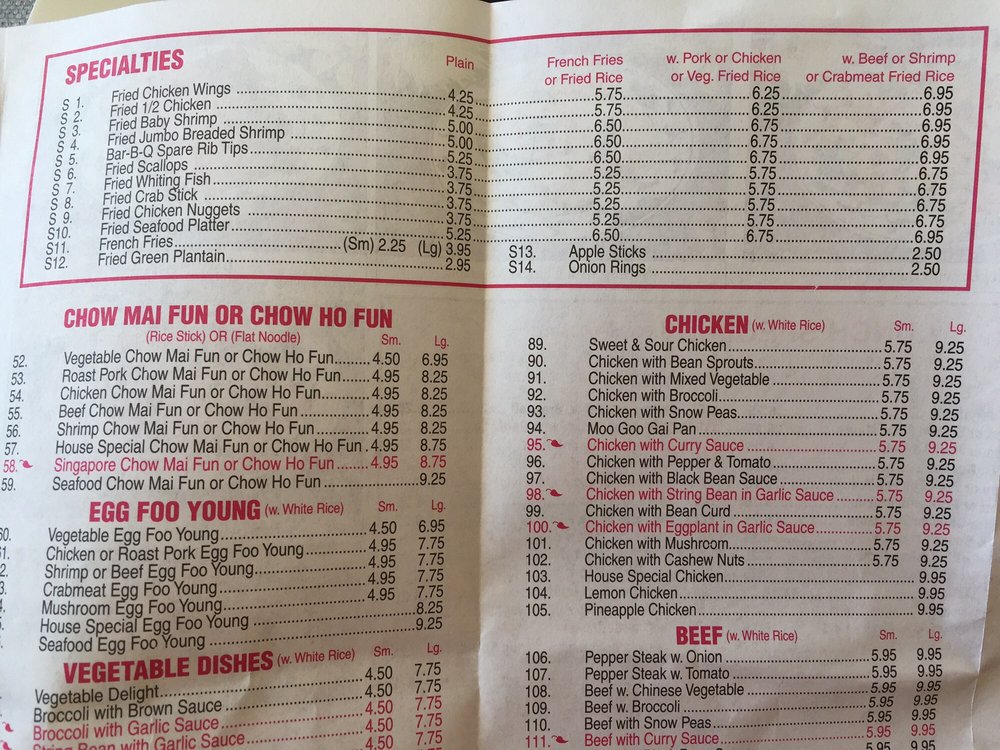 SPECIALTIES
Plain
French Fries or Fried Rice
w. Pork or Chicken or Veg. Fried Rice
w. Beef or Shrimp or Crabmeat Fried Rice
S 1. Fried Chicken Wings 4.25 5.75 6.25 6.95
S 2. Fried 1/2 Chicken 4.25 5.75 6.25 6.95
S 3. Fried Baby Shrimp 5.00 6.50 6.75 6.95
S 4. Fried Jumbo Breaded Shrimp 5.00 6.50 6.75 6.95
S 5. Bar-B-Q Spare Rib Tips 5.25 6.50 6.75 6.95
S 6. Fried Scallops 3.75 5.25 5.75 6.75
S 7. Fried Whiting Fish 3.75 5.25 5.75 6.75
S 8. Fried Crab Stick 3.75 5.25 5.75 6.75
S 9. Fried Chicken Nuggets 3.75 5.25 5.75 6.75
S10. Fried Seafood Platter 5.25 6.50 6.75 6.95
S11. French Fries (Sm) 2.25 (Lg) 3.95
S12. Fried Green Plantain 2.95
S13. Apple Sticks 2.50
S14. Onion Rings 2.50
CHOW MAI FUN OR CHOW HO FUN
(Rice Stick) OR (Flat Noodle) Sm. Lg.
52. Vegetable Chow Mai Fun or Chow Ho Fun 4.50 6.95
53. Roast Pork Chow Mai Fun or Chow Ho Fun 4.95 8.25
54. Chicken Chow Mai Fun or Chow Ho Fun 4.95 8.25
55. Beef Chow Mai Fun or Chow Ho Fun 4.95 8.25
56. Shrimp Chow Mai Fun or Chow Ho Fun 4.95 8.25
57. House Special Chow Mai Fun or Chow Ho Fun 4.95 8.75
58. Singapore Chow Mai Fun or Chow Ho Fun 4.95 8.75
59. Seafood Chow Mai Fun or Chow Ho Fun 9.25
EGG FOO YOUNG (w. White Rice) Sm. Lg.
60. Vegetable Egg Foo Young 4.50 6.95
Chicken or Roast Pork Egg Foo Young 4.95 7.75
Shrimp or Beef Egg Foo Young 4.95 7.75
Crabmeat Egg Foo Young 4.95 7.75
Mushroom Egg Foo Young 4.95 7.75
House Special Egg Foo Young 8.25
Seafood Egg Foo Young 9.25
VEGETABLE DISHES (w. White Rice) Sm. Lg.
Vegetable Delight 4.50 7.75
Broccoli with Brown Sauce 4.50 7.75
Broccoli with Garlic Sauce 4.50 7.75
String Bean with Garlic Sauce 4.50 7.75
CHICKEN (w. White Rice) Sm. Lg.
89. Sweet & Sour Chicken 5.75 9.25
90. Chicken with Bean Sprouts 5.75 9.25
91. Chicken with Mixed Vegetable 5.75 9.25
92. Chicken with Broccoli 5.75 9.25
93. Chicken with Snow Peas 5.75 9.25
94. Moo Goo Gai Pan 5.75 9.25
95. Chicken with Curry Sauce 5.75 9.25
96. Chicken with Pepper & Tomato 5.75 9.25
97. Chicken with Black Bean Sauce 5.75 9.25
98. Chicken with String Bean in Garlic Sauce 5.75 9.25
99. Chicken with Bean Curd 5.75 9.25
100. Chicken with Eggplant in Garlic Sauce 5.75 9.25
101. Chicken with Mushroom 5.75 9.25
102. Chicken with Cashew Nuts 5.75 9.25
103. House Special Chicken 9.95
104. Lemon Chicken 9.95
105. Pineapple Chicken 9.95
BEEF (w. White Rice) Sm. Lg.
106. Pepper Steak w. Onion 5.95 9.95
107. Pepper Steak w. Tomato 5.95 9.95
108. Beef w. Chinese Vegetable 5.95 9.95
109. Beef w. Broccoli 5.95 9.95
110. Beef with Snow Peas 5.95 9.95
111. Beef with Curry Sauce 5.95 9.95